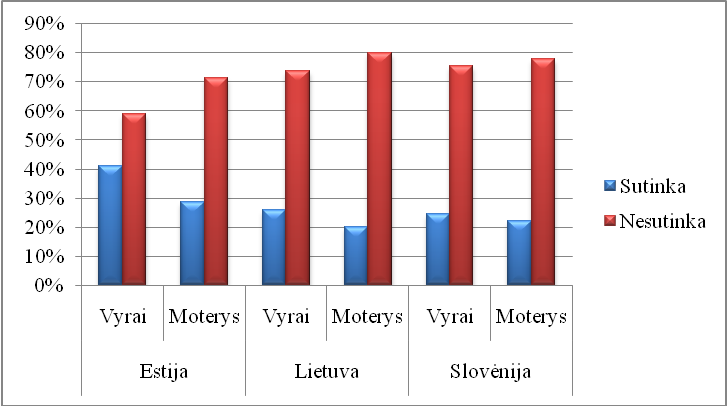 90%
80%
70%
60%
50%
40%
30%
20%
10%
0%
Vyrai Moterys Vyrai Moterys Vyrai Moterys
Estija Lietuva Slovėnija
Sutinka
Nesutinka